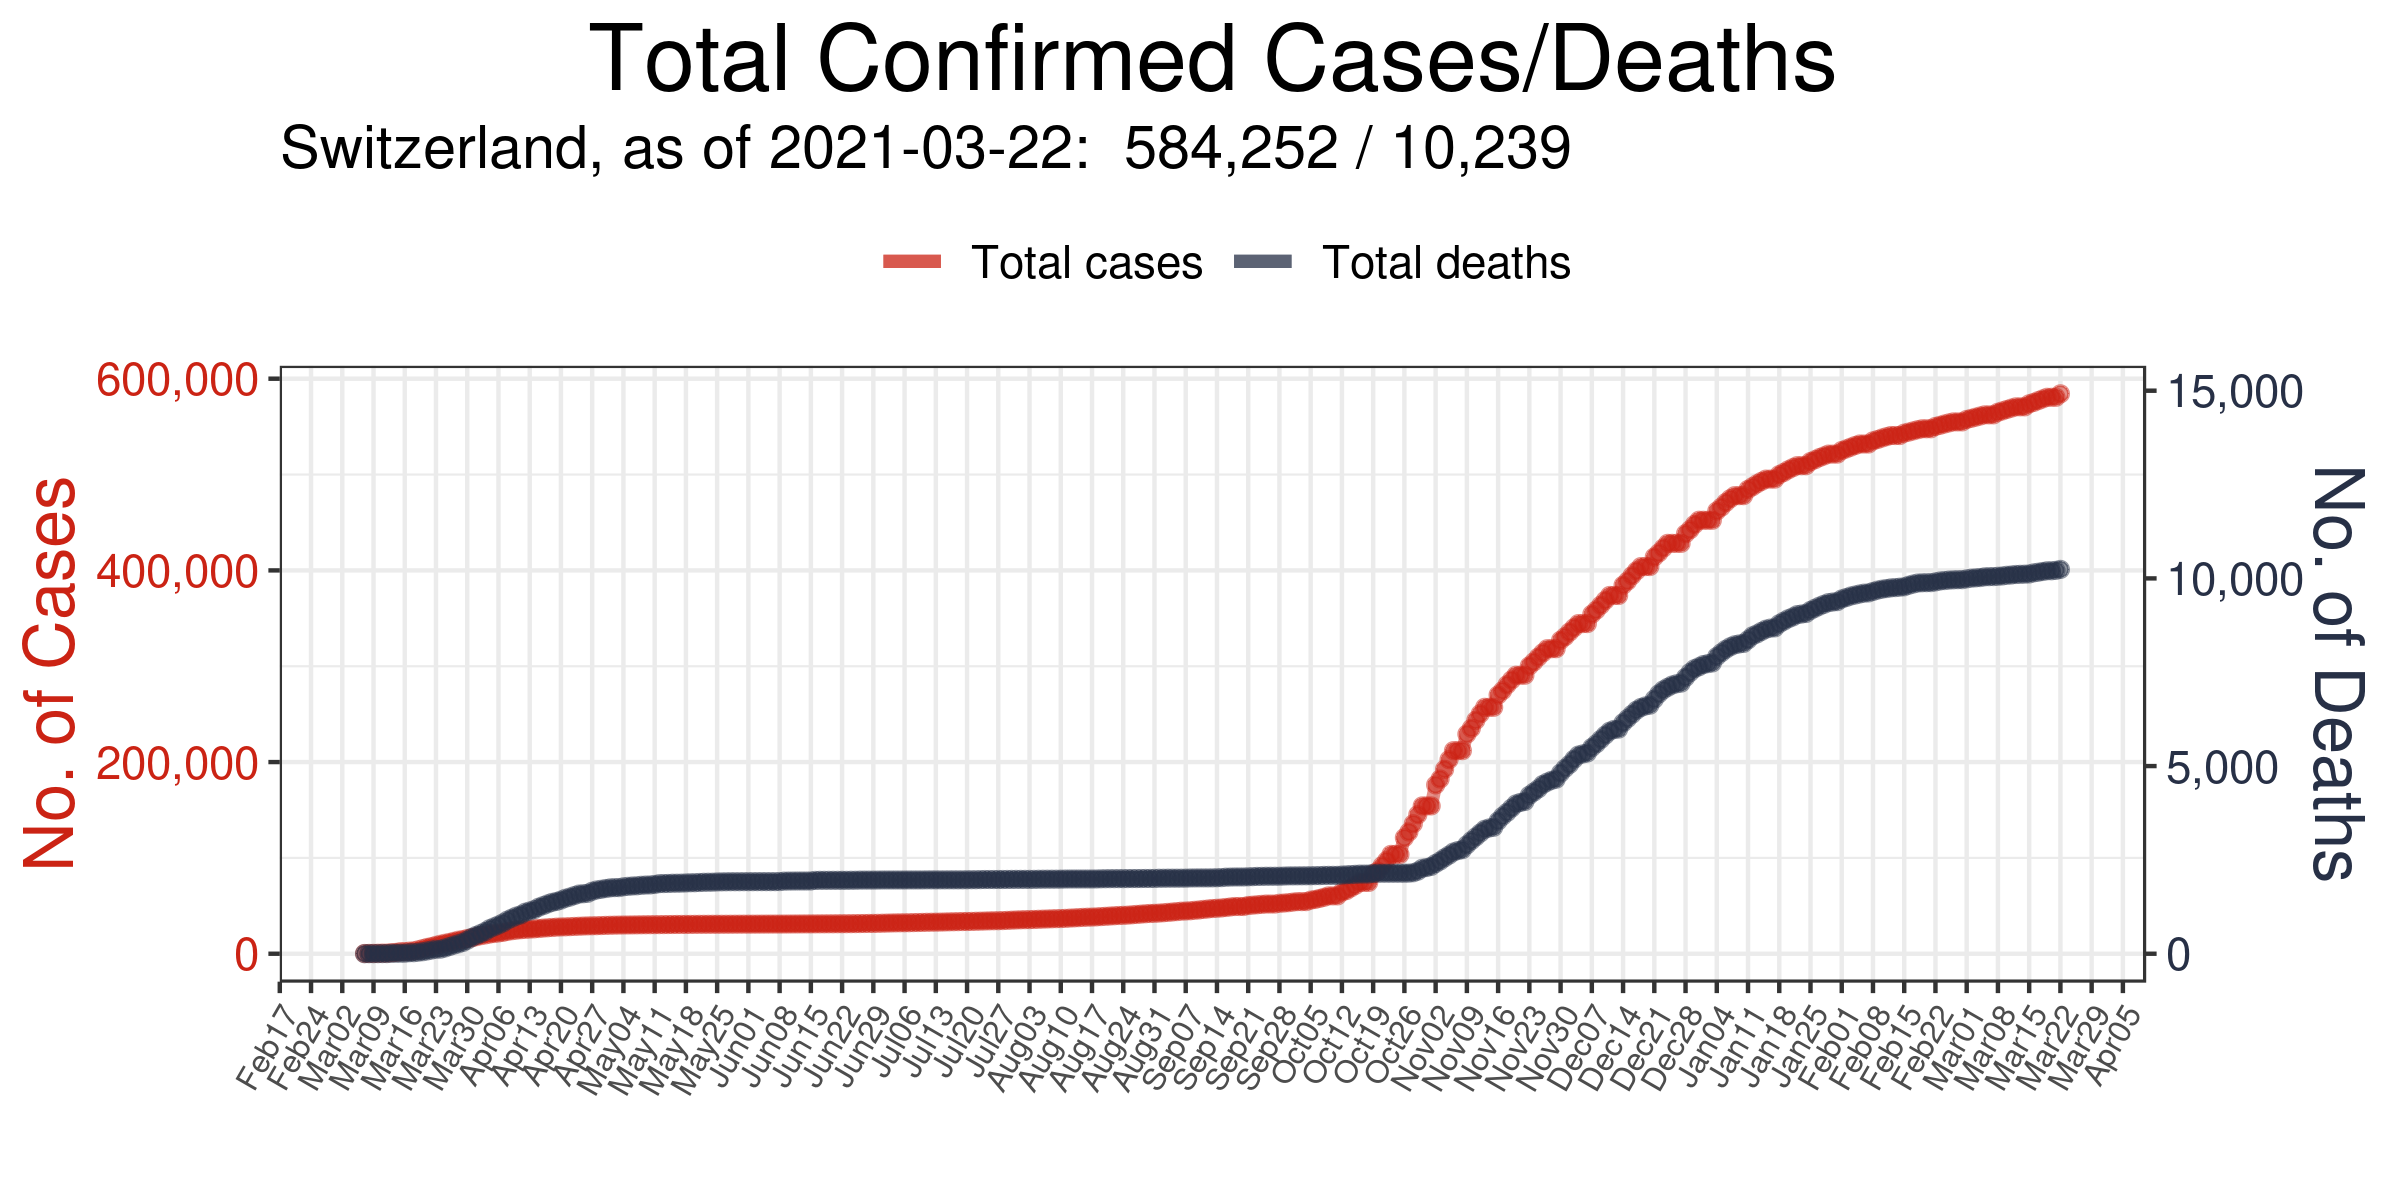 Total Confirmed Cases/Deaths
Switzerland, as of 2021-03-22:  584,252 / 10,239
Total cases
Total deaths
No. of Cases
600,000
400,000
200,000
0
15,000
10,000
5,000
0
No. of Deaths
Feb17
Feb24
Mar02
Mar09
Mar16
Mar23
Mar30
Apr06
Apr13
Apr20
Apr27
May04
May11
May18
May25
Jun01
Jun08
Jun15
Jun22
Jun29
Jul06
Jul13
Jul20
Jul27
Aug03
Aug10
Aug17
Aug24
Aug31
Sep07
Sep14
Sep21
Sep28
Oct05
Oct12
Oct19
Oct26
Nov02
Nov09
Nov16
Nov23
Nov30
Dec07
Dec14
Dec21
Dec28
Jan04
Jan11
Jan18
Jan25
Feb01
Feb08
Feb15
Feb22
Mar01
Mar08
Mar15
Mar22
Mar29
Apr05